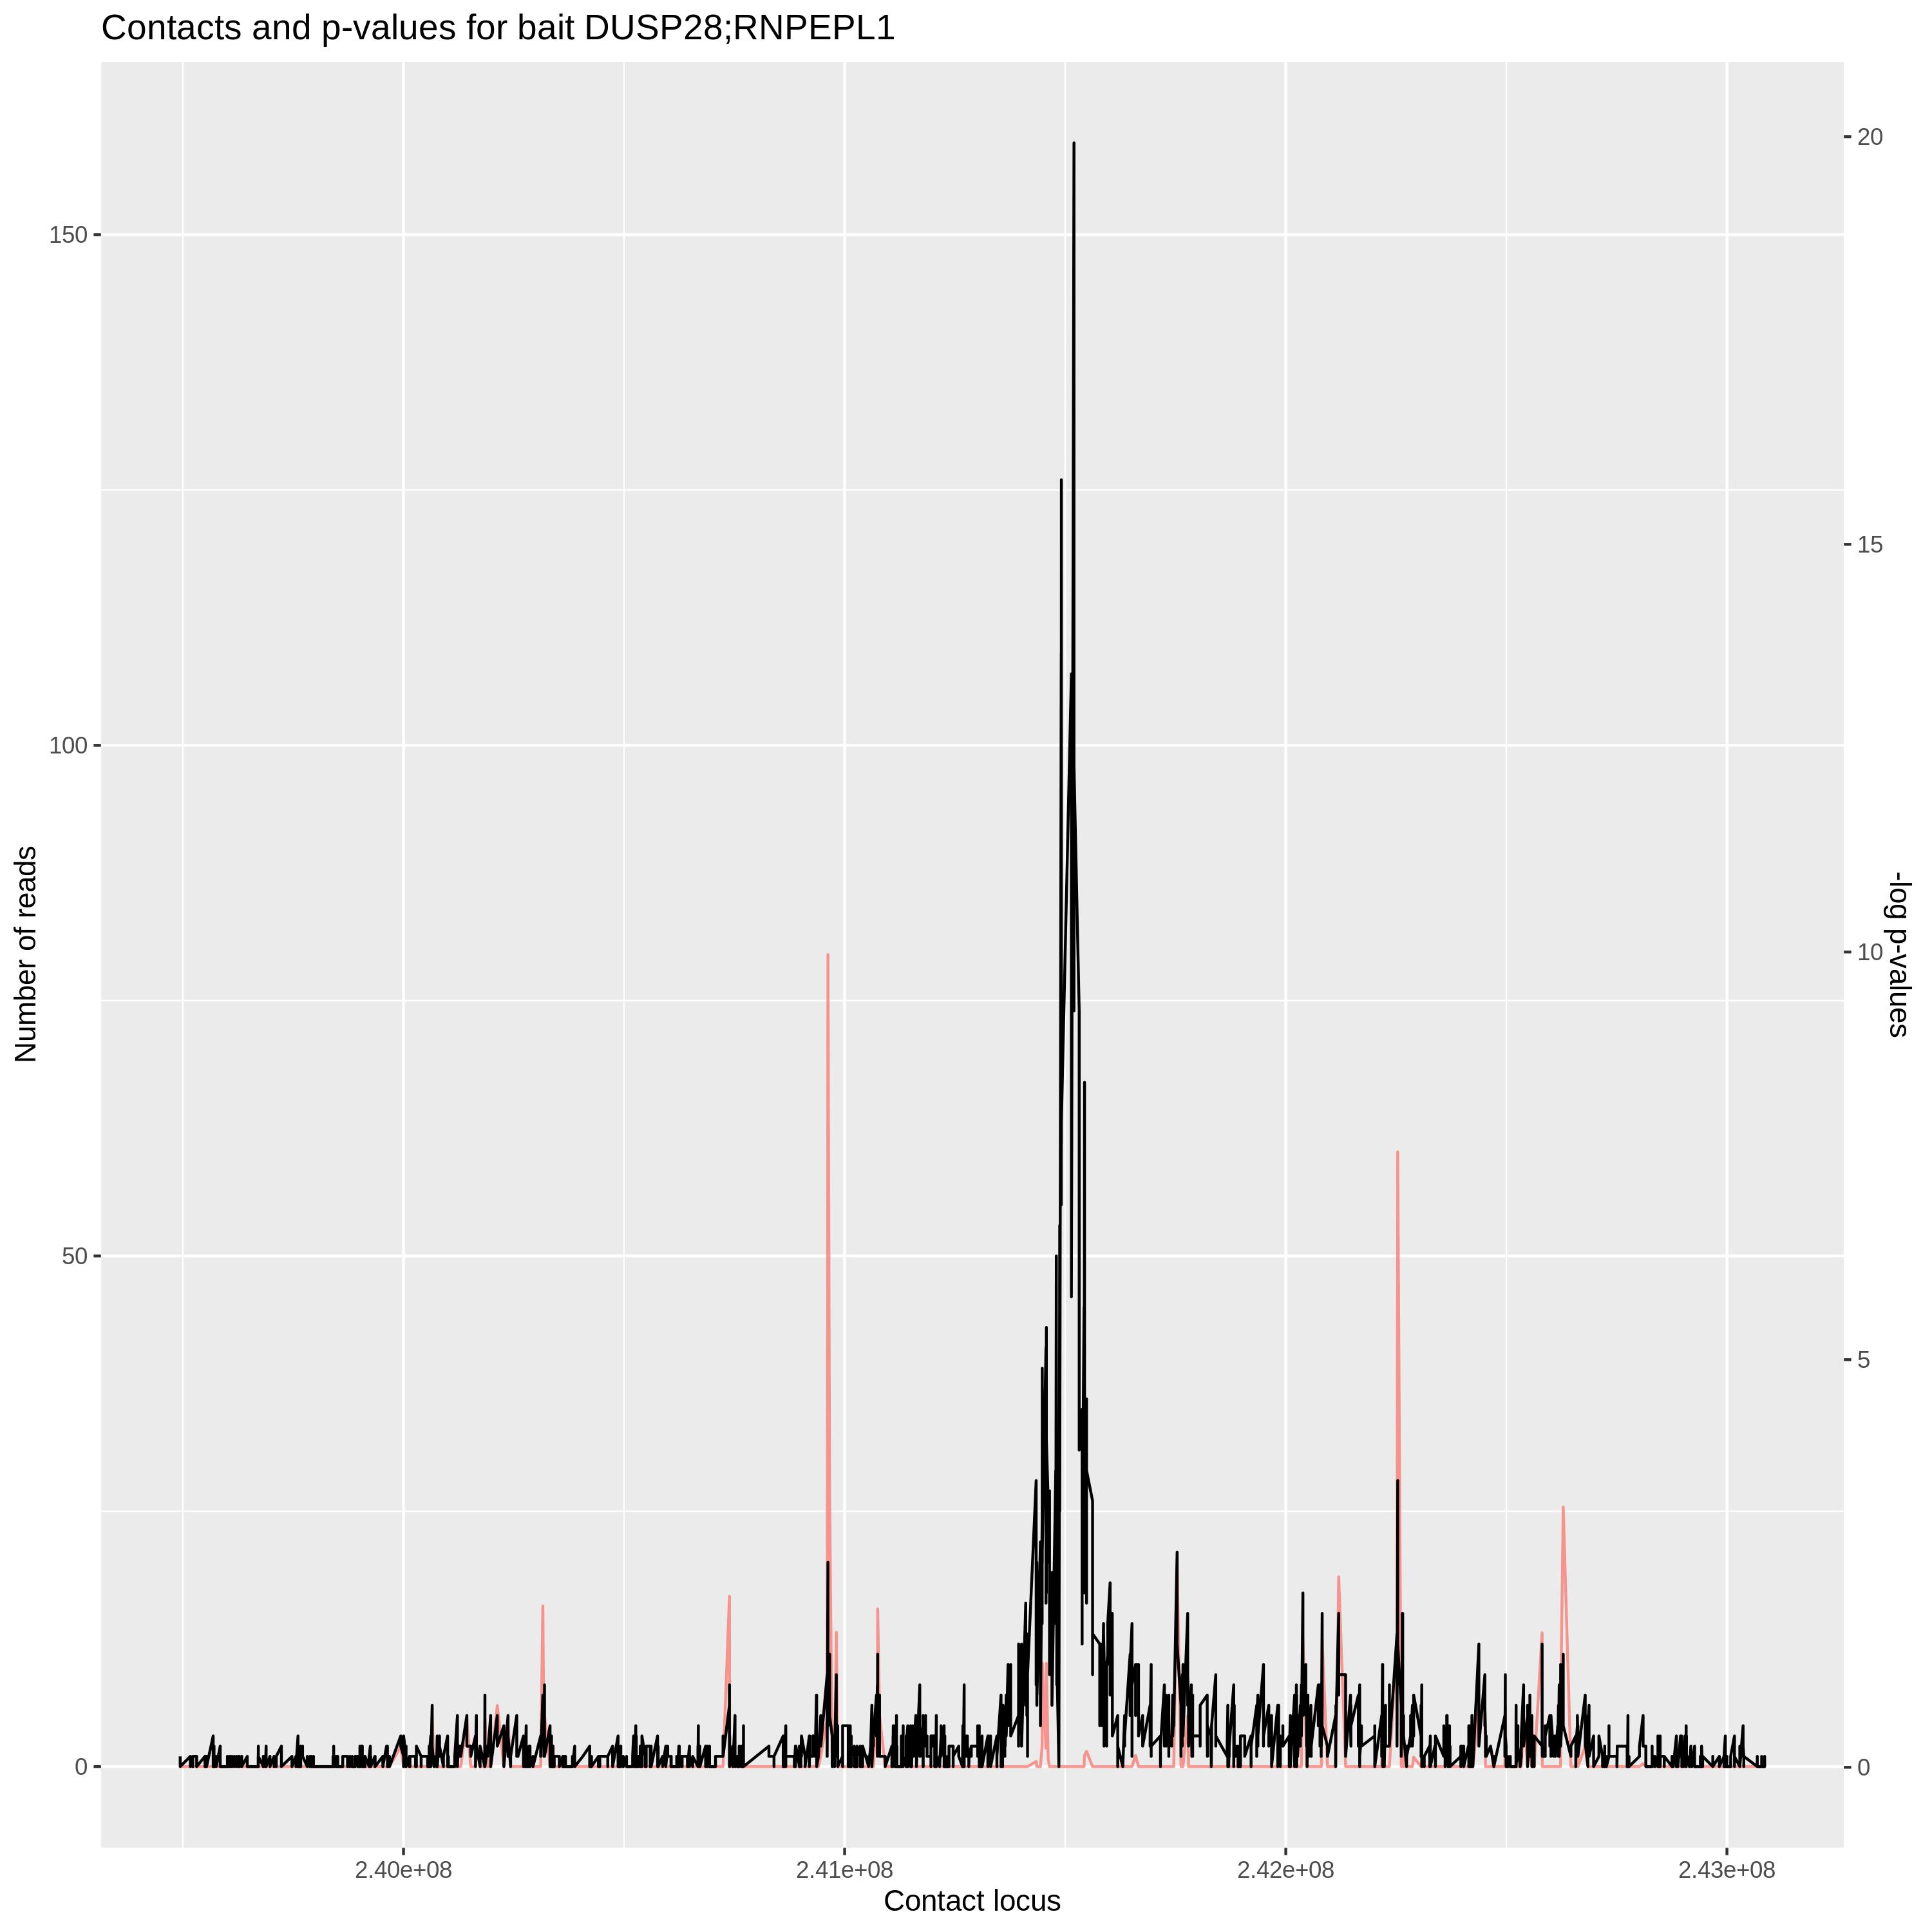 Contacts and p-values for bait DUSP28;RNPEPL1
150
100
50
0
Number of reads
20
15
10
5
0
-log p-values
2.40e+08
2.41e+08
2.42e+08
2.43e+08
Contact locus